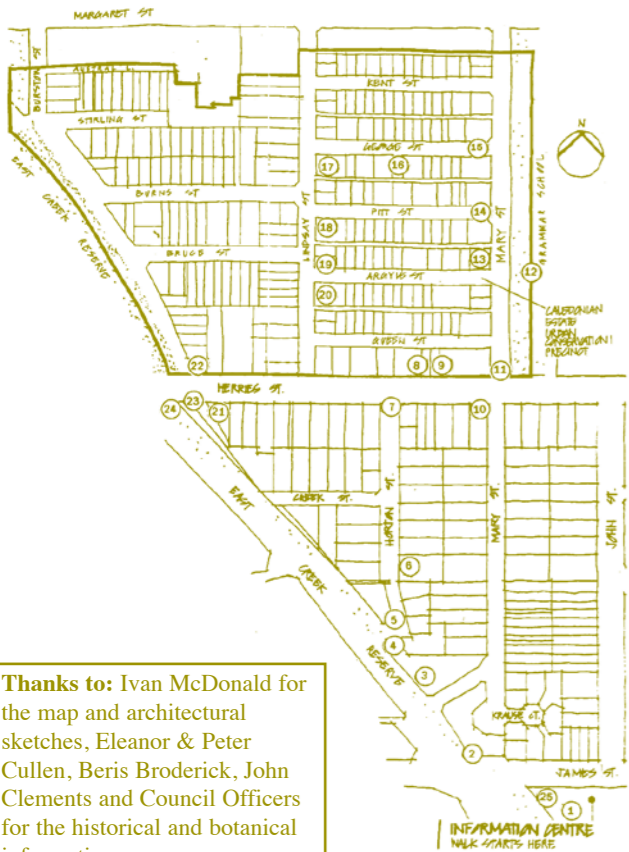 MARGARET ST
BURSTON ST
KENT ST
STIRLING ST
GEORGE ST
15
17
16
EAST
CREEK
RESERVE
BURNS ST
PITT ST
14
N
LINDSAY ST
MARY ST
GRAMMAR SCHOOL
18
BRUCE ST
19
13
12
ARGYLE ST
20
CALEDONIAN
ESTATE
URBAN
CONSERVATION
PRECINCT
QUEEN ST
22
8
9
11
HERRIES ST.
24
23
21
7
10
EAST
CREEK
RESERVE
CREEK ST.
HORTON ST.
MARY ST.
JOHN ST.
6
5
4
3
KRAUSE CT.
2
JAMES ST.
25
1
INFORMATION CENTRE
WALK STARTS HERE
Thanks to: Ivan McDonald for
the map and architectural
sketches, Eleanor & Peter
Cullen, Beris Broderick, John
Clements and Council Officers
for the historical and botanical